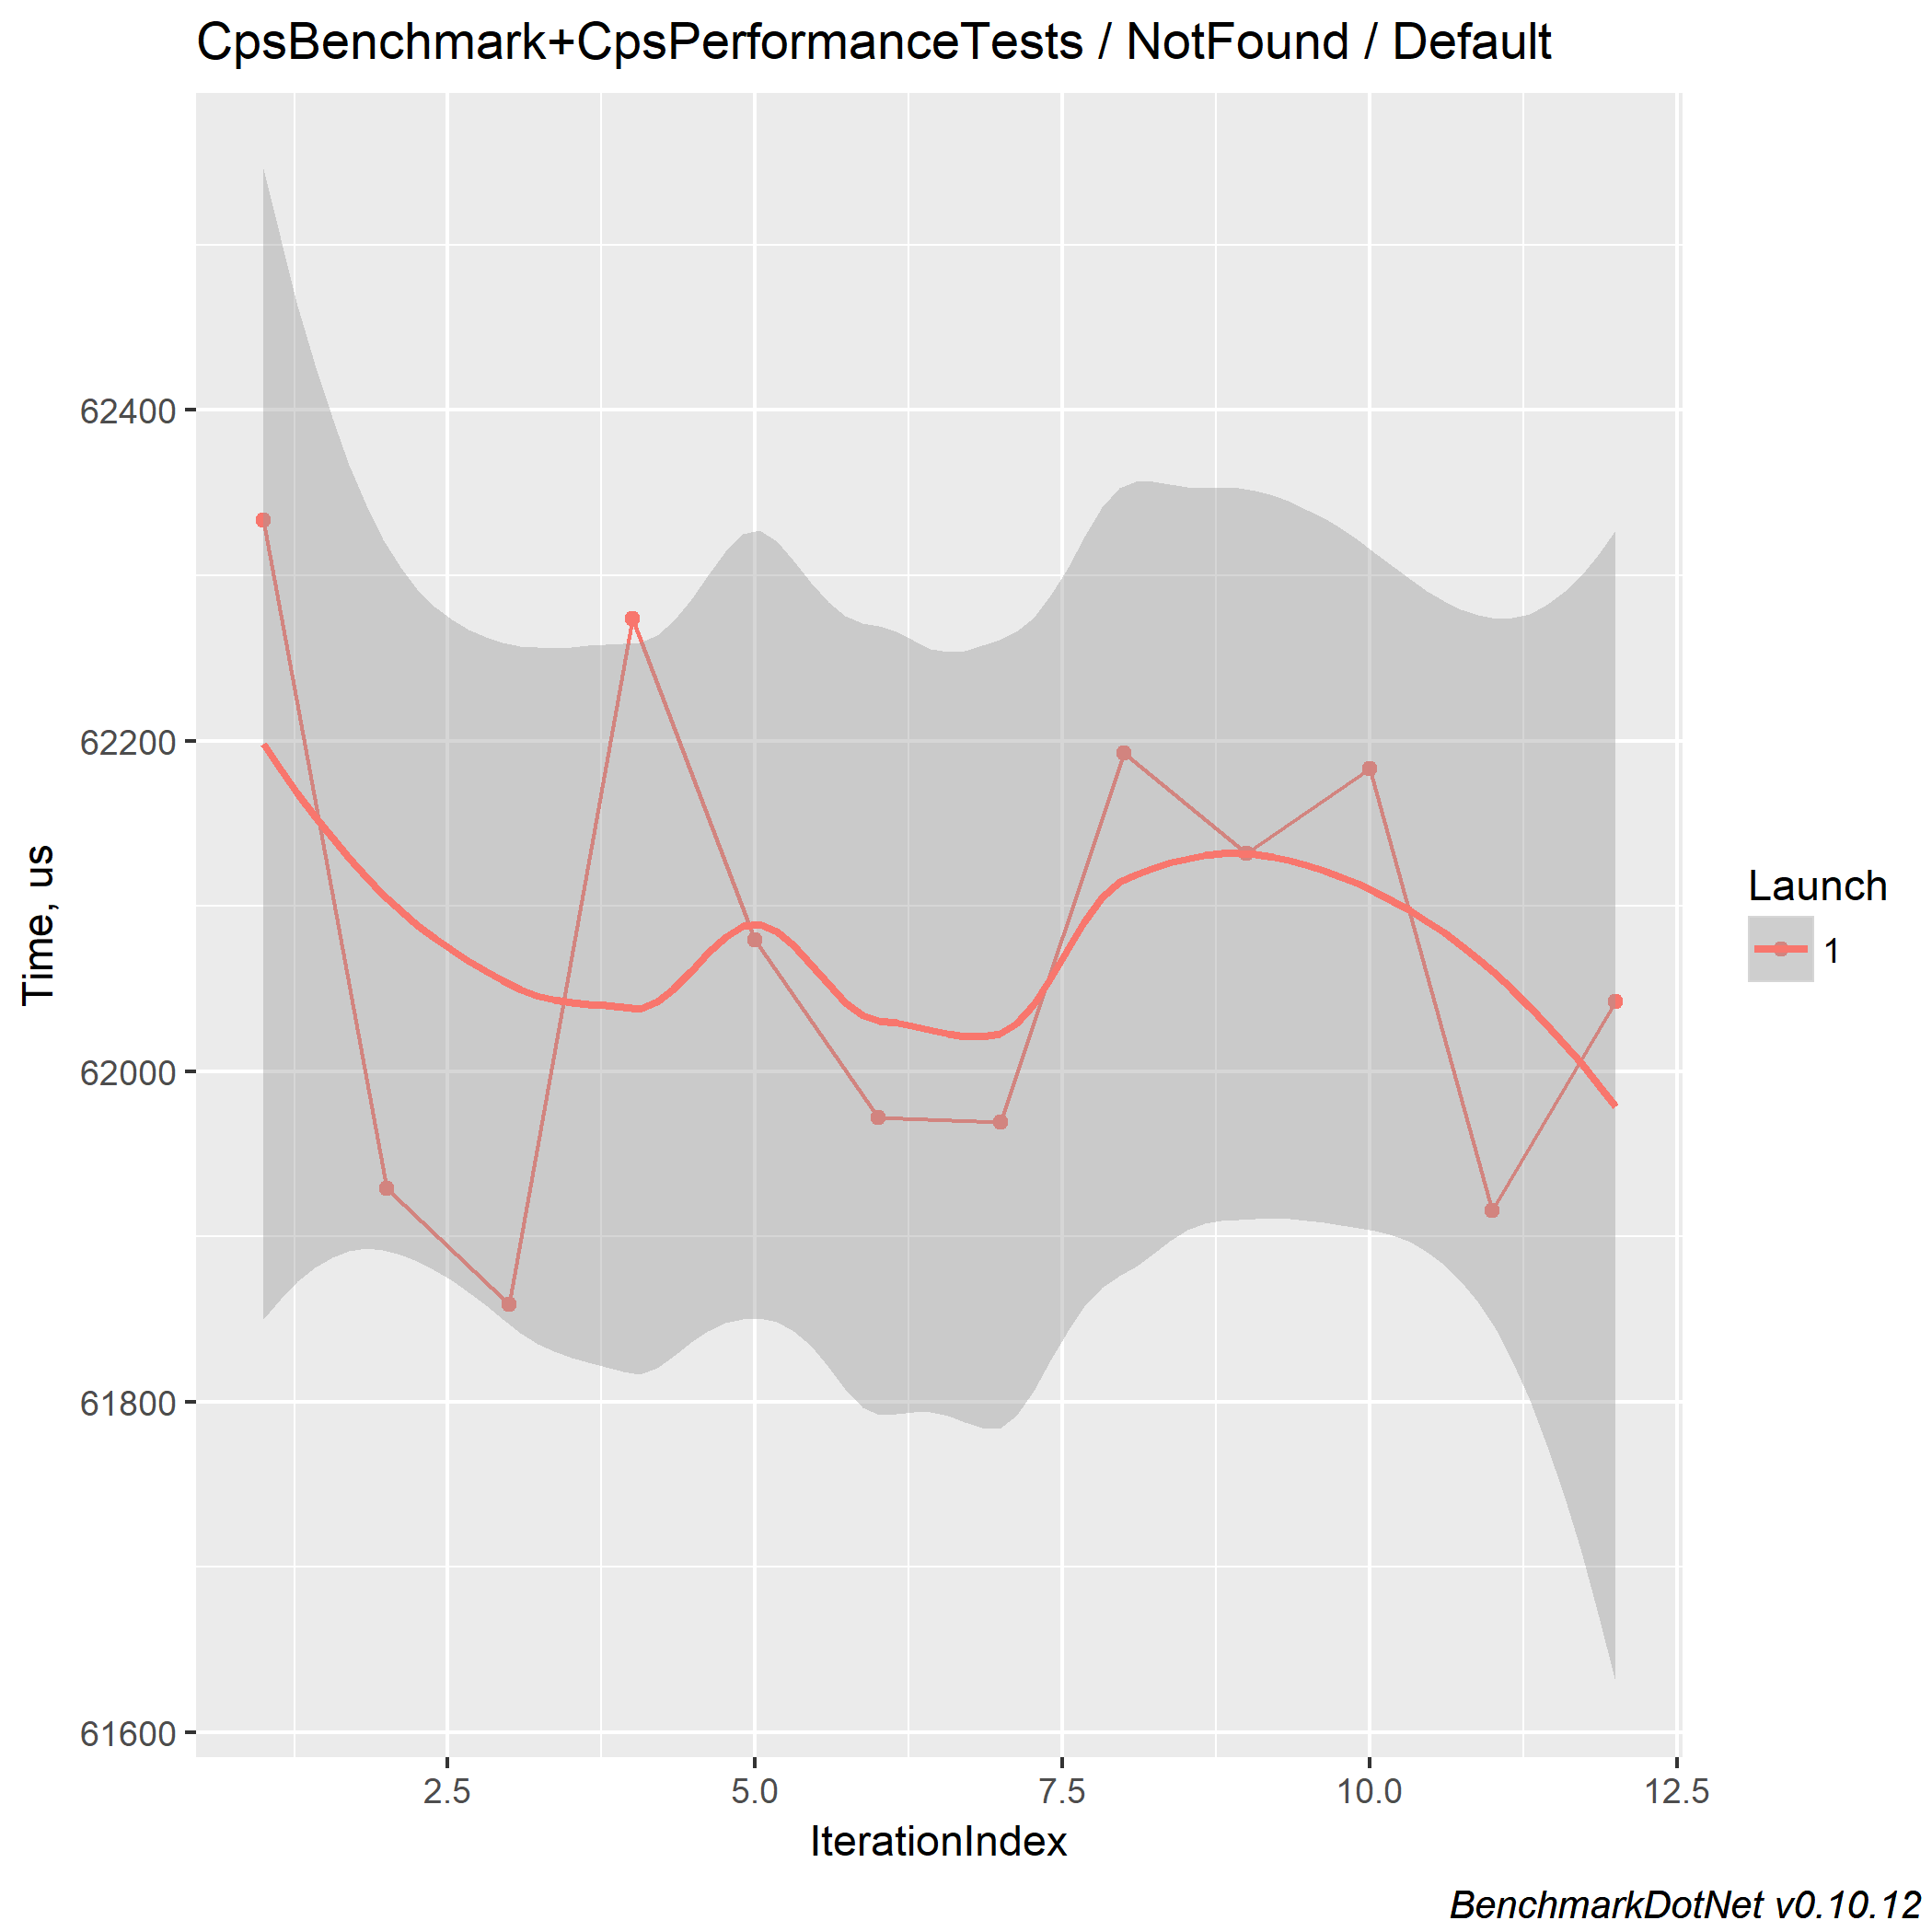 CpsBenchmark+CpsPerformanceTests / NotFound / Default
62400
62200
62000
61800
61600
Time, us
2.5 5.0 7.5 10.0 12.5
IterationIndex
Launch
1
BenchmarkDotNet v0.10.12